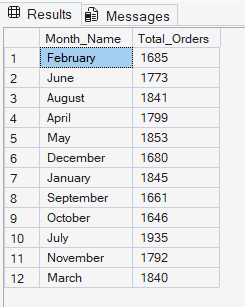 Results Messages
Month_Name Total_Orders
1 February 1685
2 June 1773
3 August 1841
4 April 1799
5 May 1853
6 December 1680
7 January 1845
8 September 1661
9 October 1646
10 July 1935
11 November 1792
12 March 1840